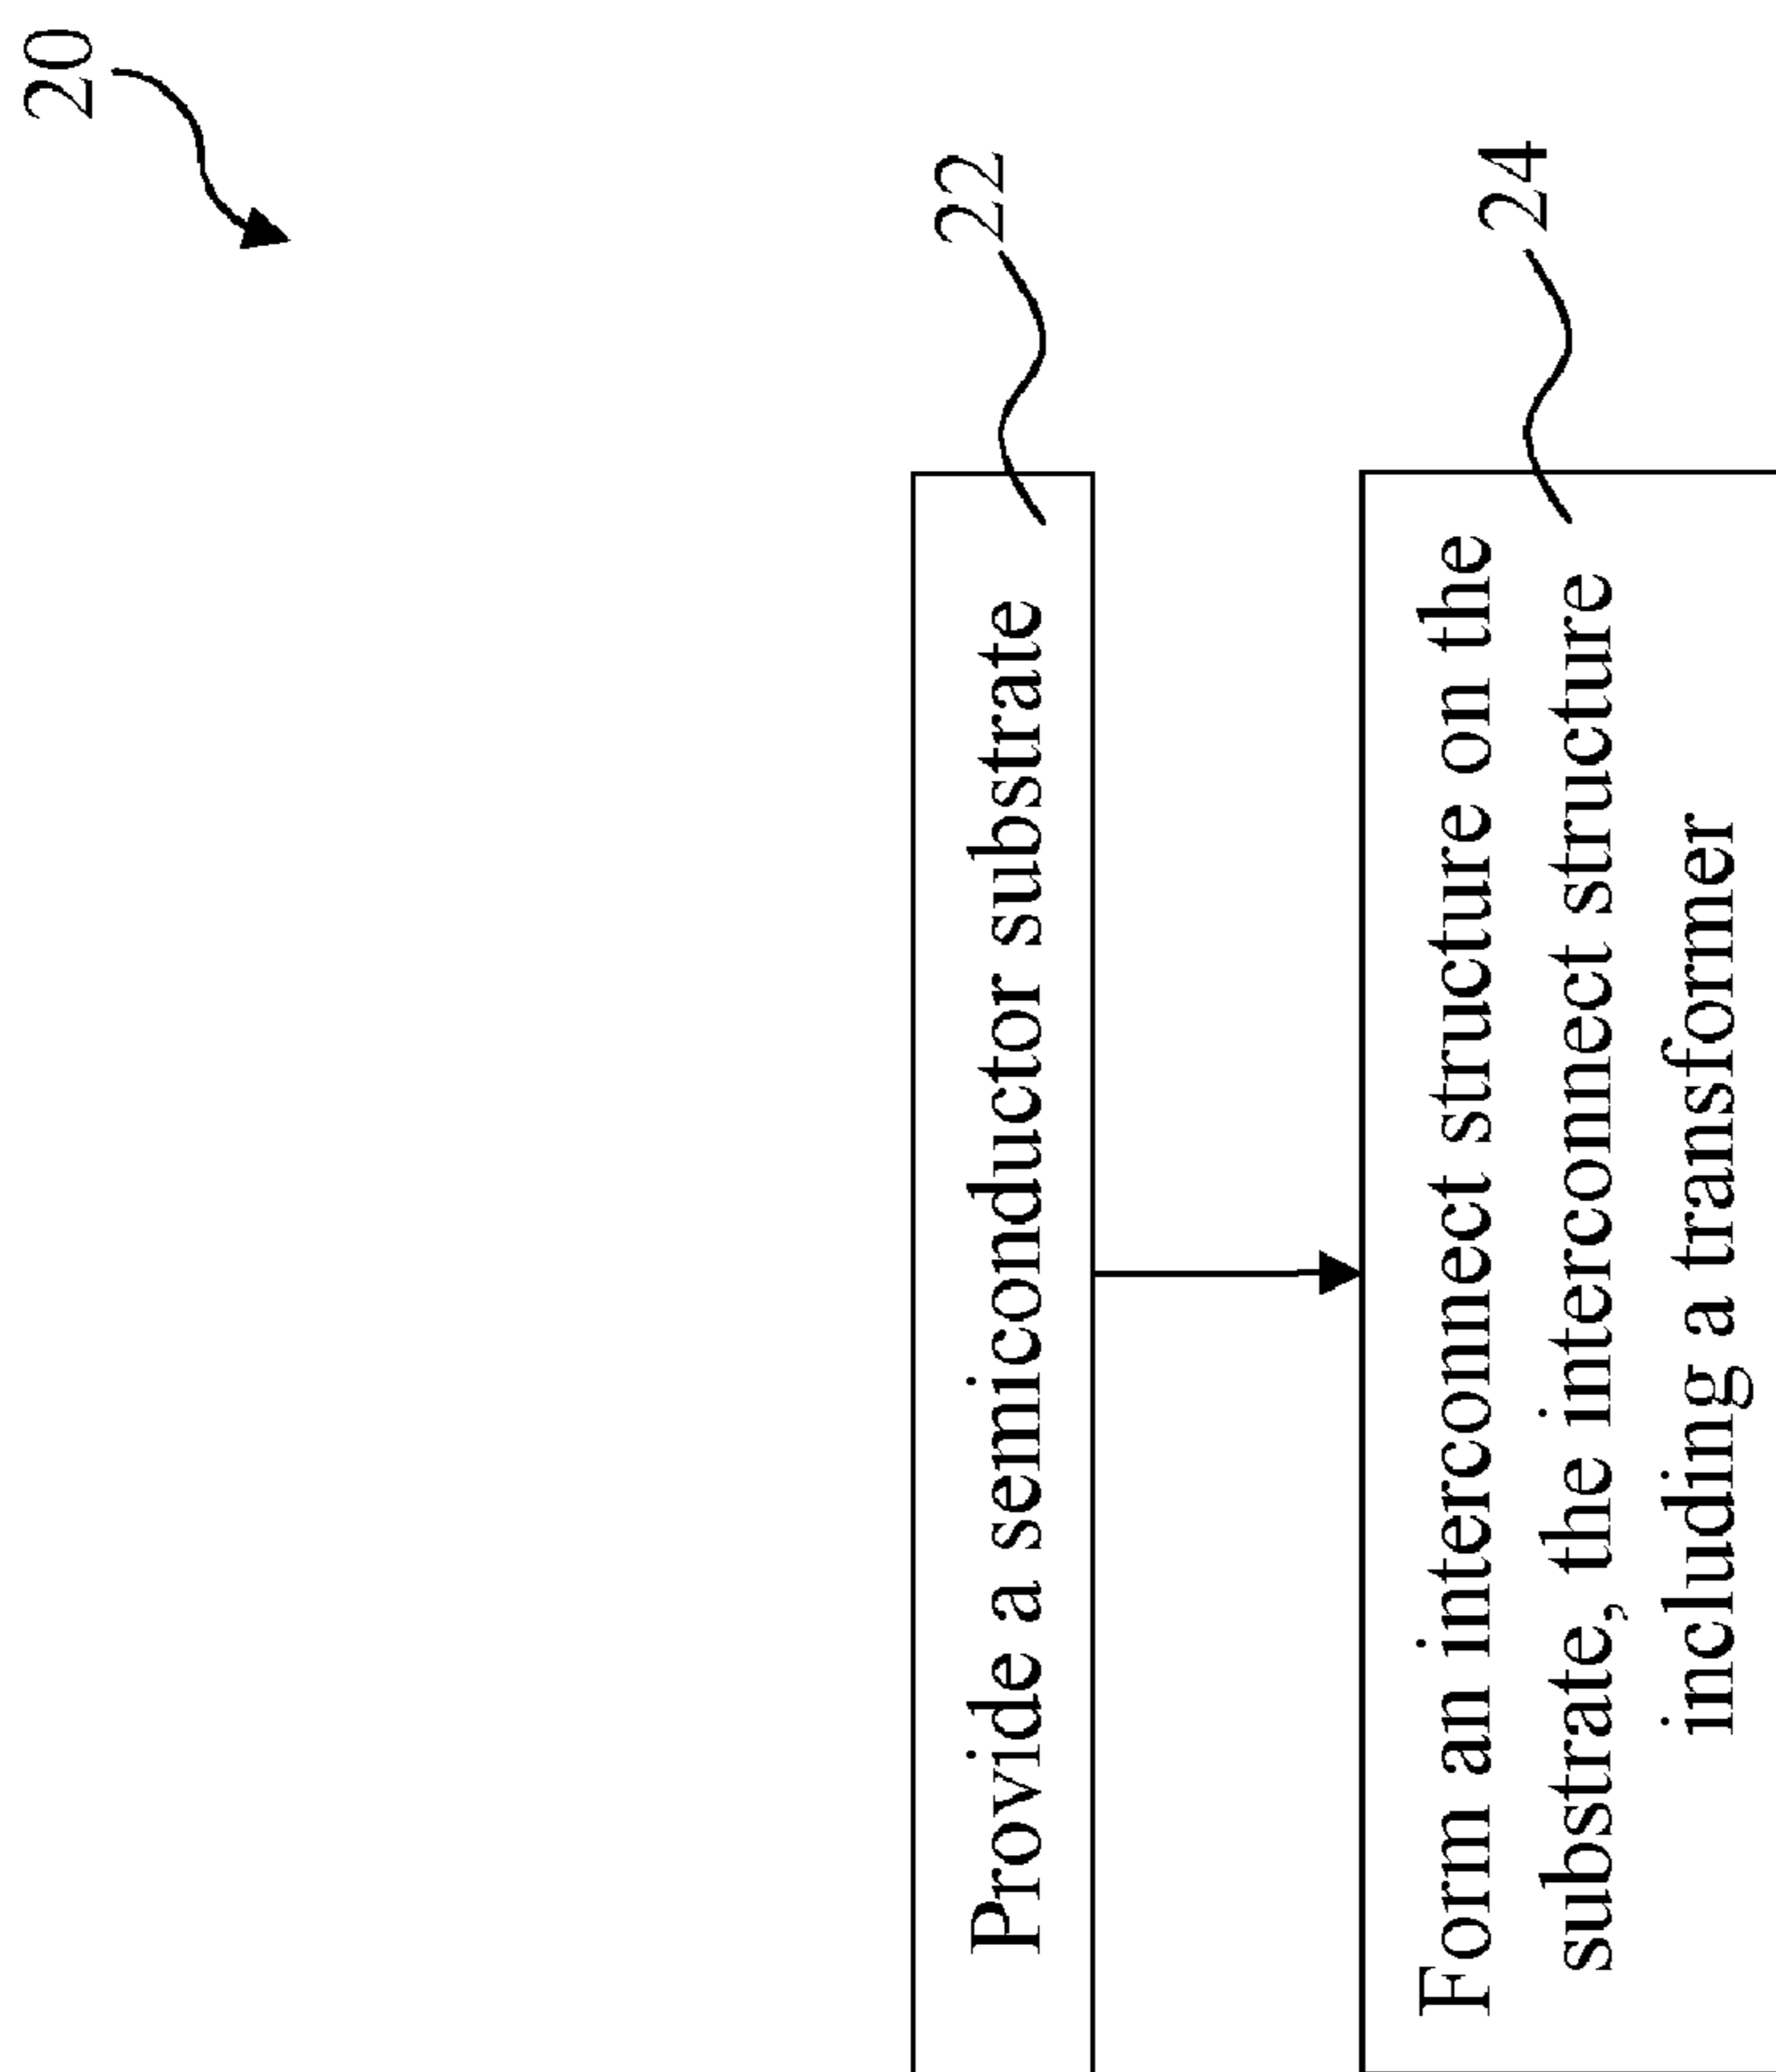 20
22
Provide a semiconductor substrate
24
Form an interconnect structure on the
substrate, the interconnect structure
including a transformer